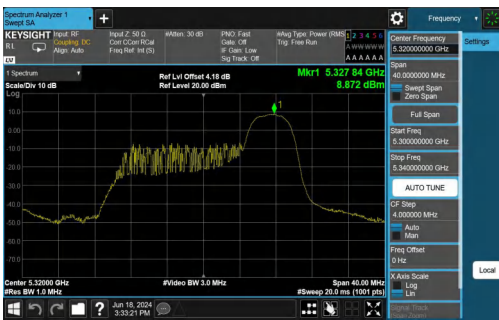 Spectrum Analyzer 1
Swept SA
+
Frequency
KEYSIGHT
Input: RF
Input Z: 50 Ω
#Atten: 30 dB
PNO: Fast
#Avg Type: Power (RMS
1 2 3 4 5 6
RL
Coupling: DC
Corr CCorr RCal
Gate: Off
Trig: Free Run
Align: Auto
Freq Ref: Int (S)
IF Gain: Low
Sig Track: Off
LV
1 Spectrum
Scale/Div 10 dB
Log
Ref Lvl Offset 4.18 dB
Ref Level 20.00 dBm
Mkr1 5.327 84 GHz
8.872 dBm
1
10.0
0.00
-10.0
-20.0
-30.0
-40.0
-50.0
-60.0
-70.0
Center 5.32000 GHz
#Res BW 1.0 MHz
#Video BW 3.0 MHz
Span 40.00 MHz
#Sweep 20.0 ms (1001 pts)
Center Frequency
5.320000000 GHz
Settings
Span
40.0000000 MHz
Swept Span
Zero Span
Full Span
Start Freq
5.300000000 GHz
Stop Freq
5.340000000 GHz
AUTO TUNE
CF Step
4.000000 MHz
Auto
Man
Freq Offset
0 Hz
X Axis Scale
Log
Lin
Local
Signal Track
Jun 18, 2024
3:33:21 PM
?